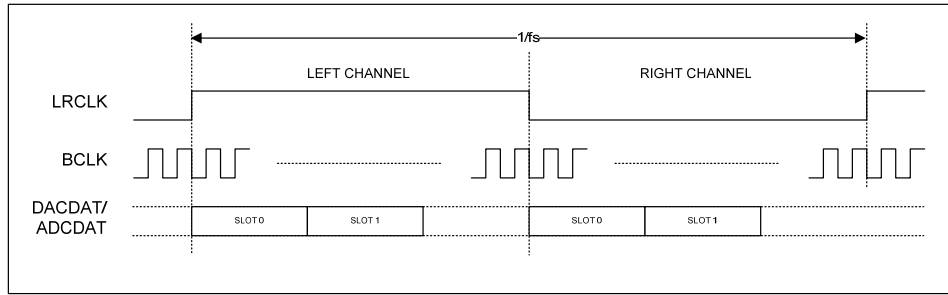 1/fs
LEFT CHANNEL RIGHT CHANNEL
LRCLK
BCLK
DACDAT/
ADCDAT
SLOT 0 SLOT 1 SLOT 0 SLOT 1